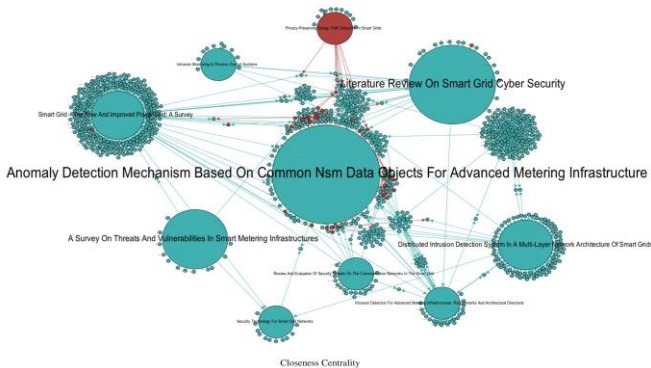 Privacy-Preserving Energy Theft Detection In Smart Grids
Intrusion Monitoring In Process Control Systems
Literature Review On Smart Grid Cyber Security
Smart Grid - The New And Improved Power Grid: A Survey
Anomaly Detection Mechanism Based On Common Nsm Data Objects For Advanced Metering Infrastructure
A Survey On Threats And Vulnerabilities In Smart Metering Infrastructures
Distributed Intrusion Detection System In A Multi-Layer Network Architecture Of Smart Grids
Review And Evaluation Of Security Threats On The Communication Networks In The Smart Grid
Intrusion Detection For Advanced Metering Infrastructures: Requirements And Architectural Directions
Security Technology For Smart Grid Networks
Closeness Centrality